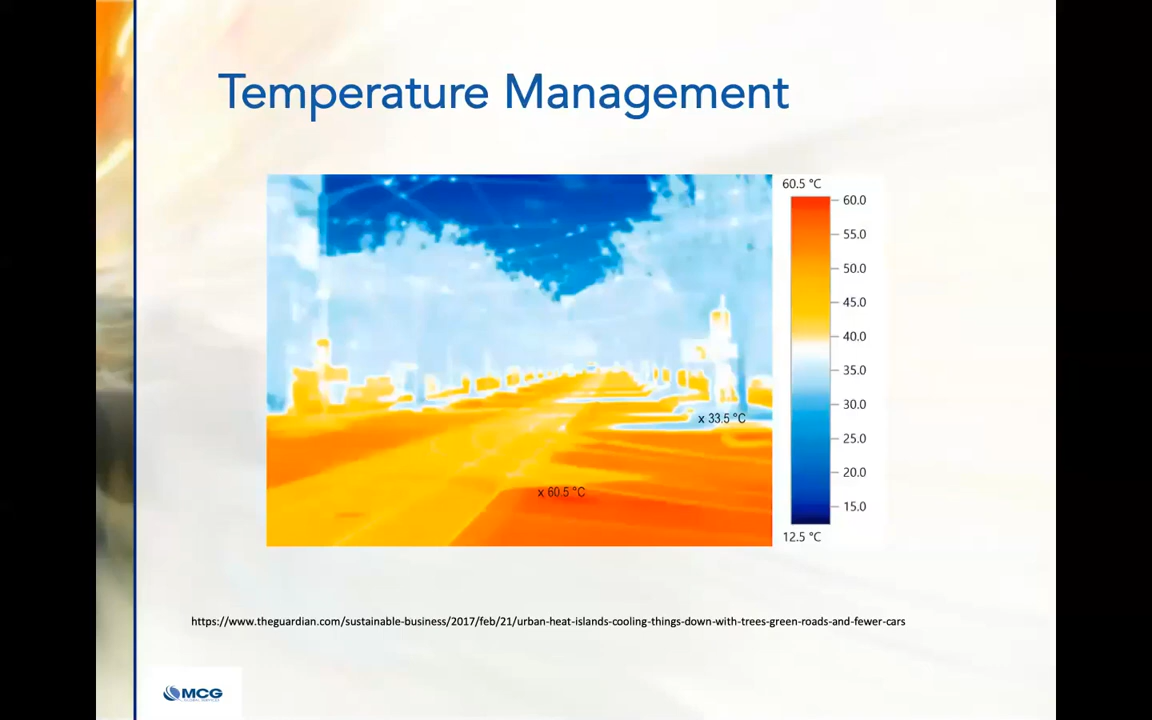 Temperature Management
60.5 °C
60.0
55.0
50.0
45.0
40.0
35.0
30.0
25.0
20.0
15.0
12.5 °C
x 33.5 °C
x 60.5 °C
https://www.theguardian.com/sustainable-business/2017/feb/21/urban-heat-islands-cooling-things-down-with-trees-green-roads-and-fewer-cars
MCG